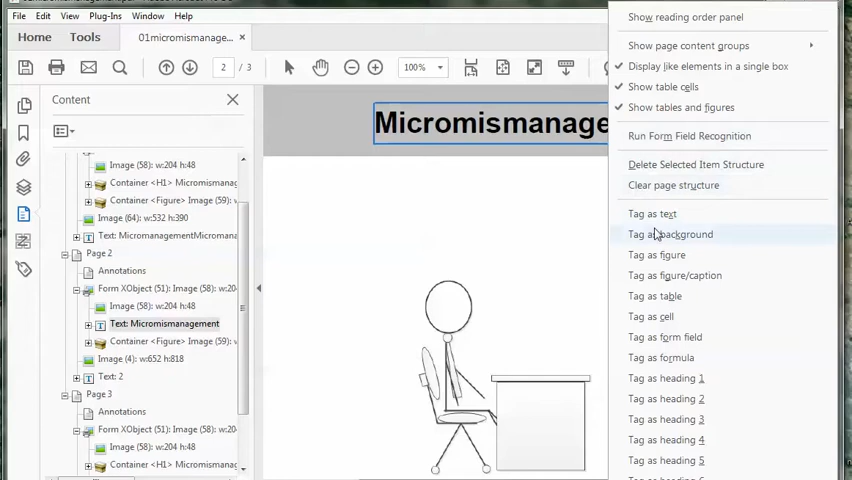 File Edit View Plug-Ins Window Help
Home Tools 01micromismanage... ×
2 / 3 100%
Content
Image (58): w:204 h:48
Container <H1> Micromisma
Container <Figure> Image (59):
Image (64): w:532 h:390
Text: MicromanagementMicromana
Page 2
Annotations
Form XObject (51) Image (58): w:20
Image (58): w:204 h:48
Text: Micromismanagement
Container <Figure> Image (59): w
Image (4): w:652 h:818
Text: 2
Page 3
Annotations
Form XObject (51) Image (58): w:20
Image (58): w:204 h:48
Container <H1> Micromisma
Micromismanage
Show reading order panel
Show page content groups
Display like elements in a single box
Show table cells
Show tables and figures
Run Form Field Recognition
Delete Selected Item Structure
Clear page structure
Tag as text
Tag as background
Tag as figure
Tag as figure/caption
Tag as table
Tag as cell
Tag as form field
Tag as formula
Tag as heading 1
Tag as heading 2
Tag as heading 3
Tag as heading 4
Tag as heading 5